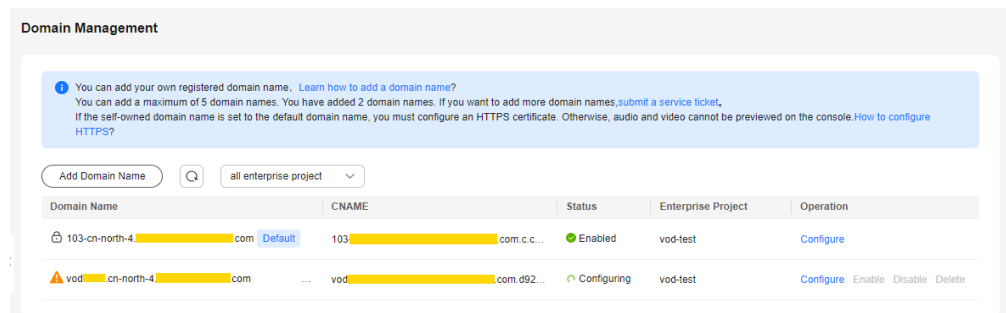 Domain Management
You can add your own registered domain name, Learn how to add a domain name?
You can add a maximum of 5 domain names. You have added 2 domain names. If you want to add more domain names,submit a service ticket。
If the self-owned domain name is set to the default domain name, you must configure an HTTPS certificate. Otherwise, audio and video cannot be previewed on the console.How to configure
HTTPS?
Add Domain Name all enterprise project
Domain Name CNAME Status Enterprise Project Operation
103-cn-north-4. com Default 103- .com.c.c... Enabled vod-test Configure
vod .cn-north-4. com ... vod .com.d92... Configuring vod-test Configure Enable Disable Delete